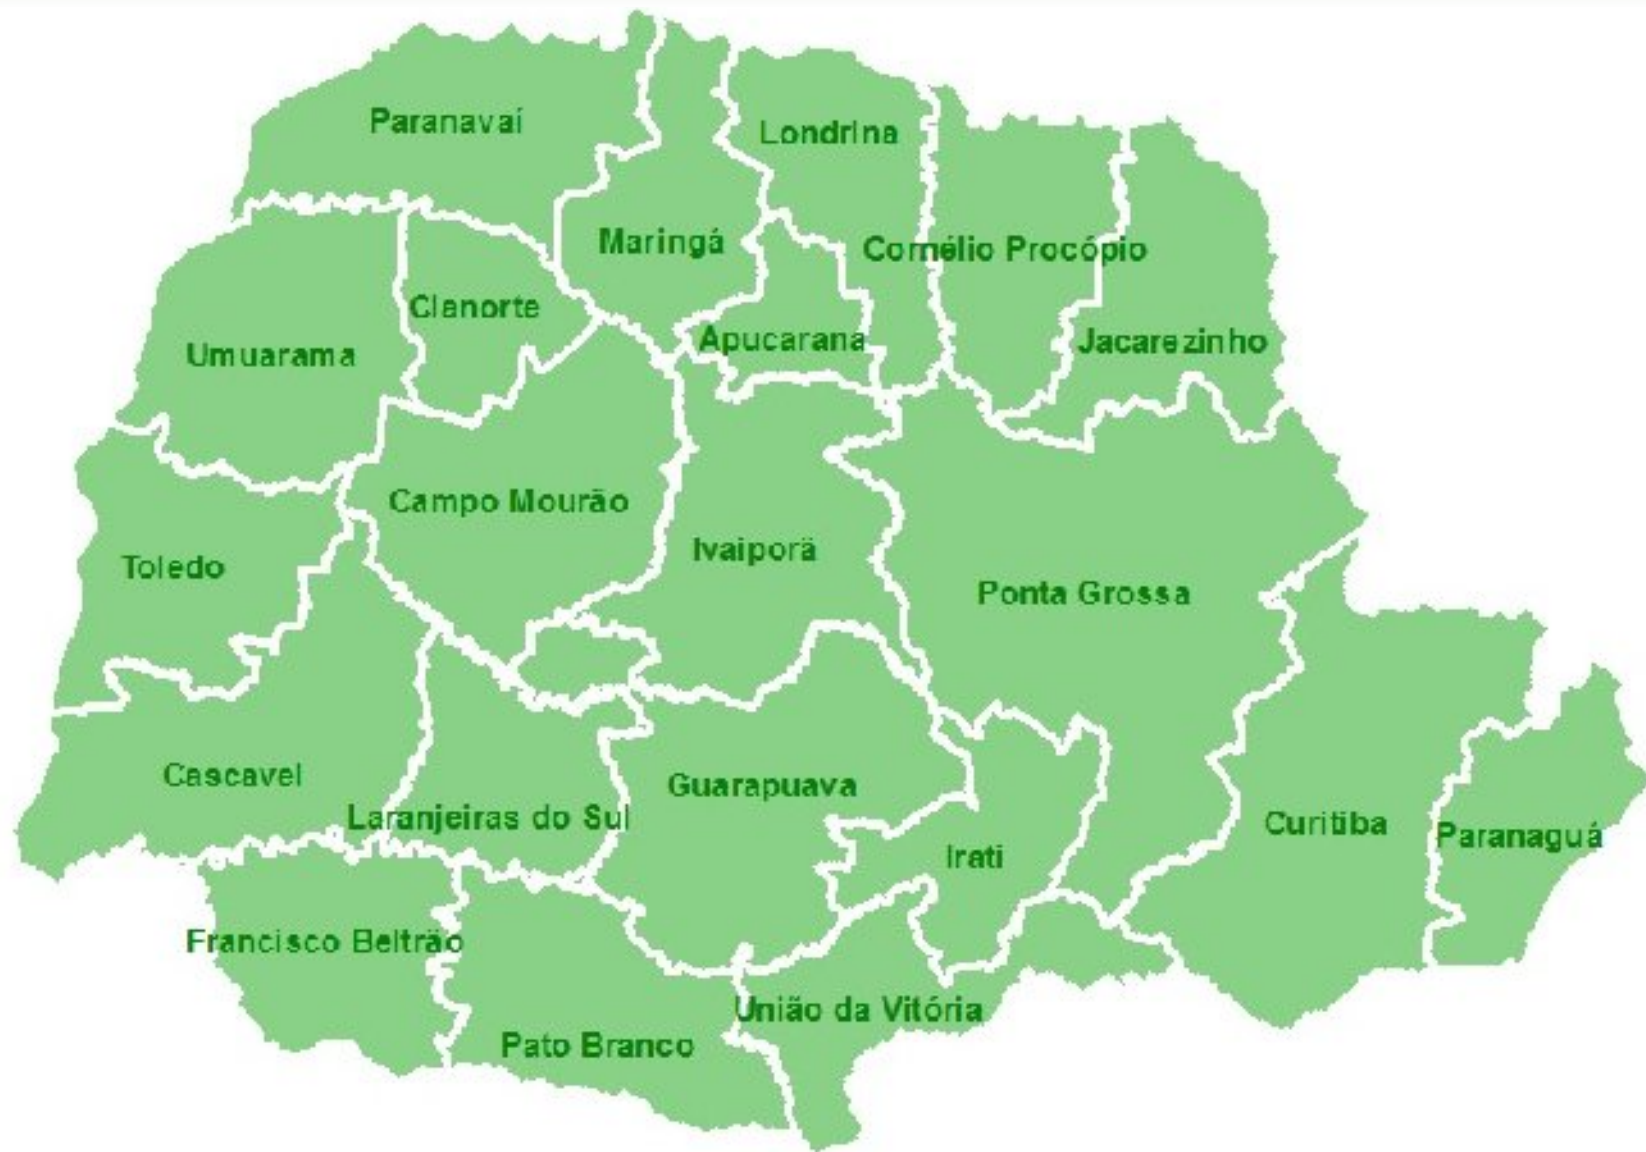 Paranavaí
Londrina
Maringá
Cornélio Procópio
Cianorte
Apucarana
Jacarezinho
Umuarama
Campo Mourão
Ivaiporã
Toledo
Ponta Grossa
Cascavel
Guarapuava
Laranjeiras do Sul
Curitiba
Paranaguá
Irati
Francisco Beltrão
União da Vitória
Pato Branco